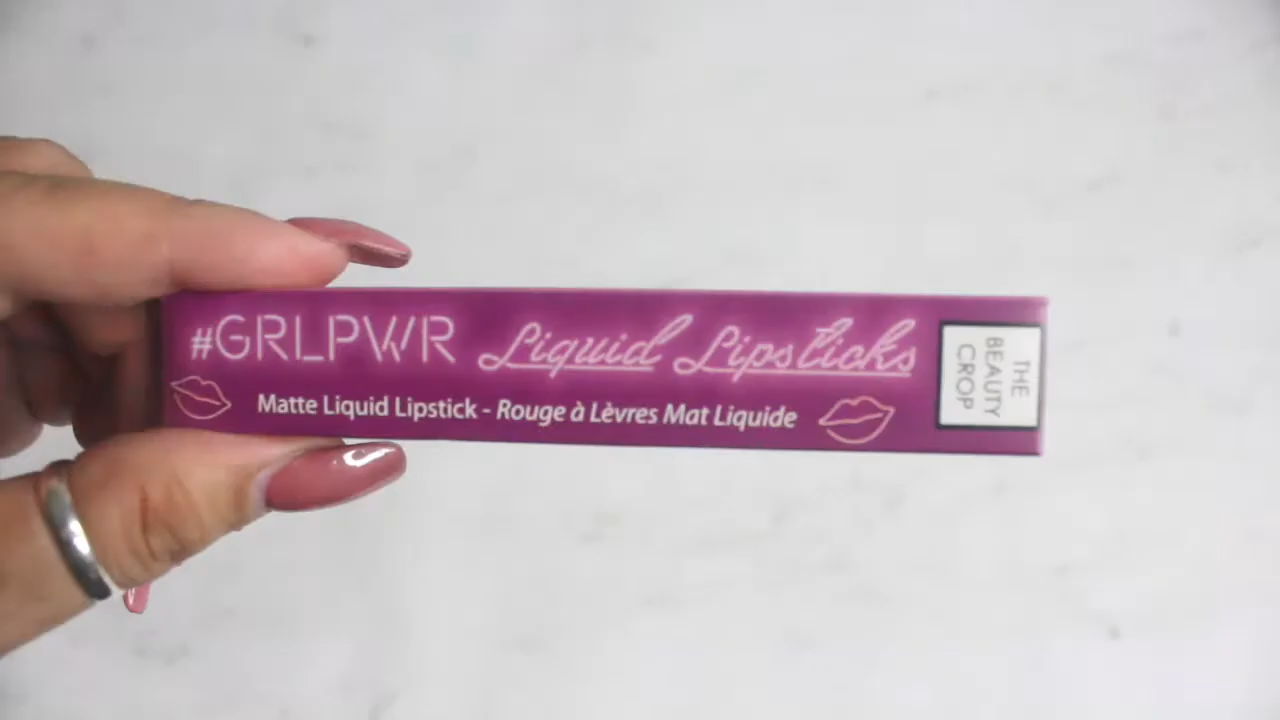 #GRLPWR Liquid Lipsticks
Matte Liquid Lipstick - Rouge à Lèvres Mat Liquide
THE
BEAUTY
CROP